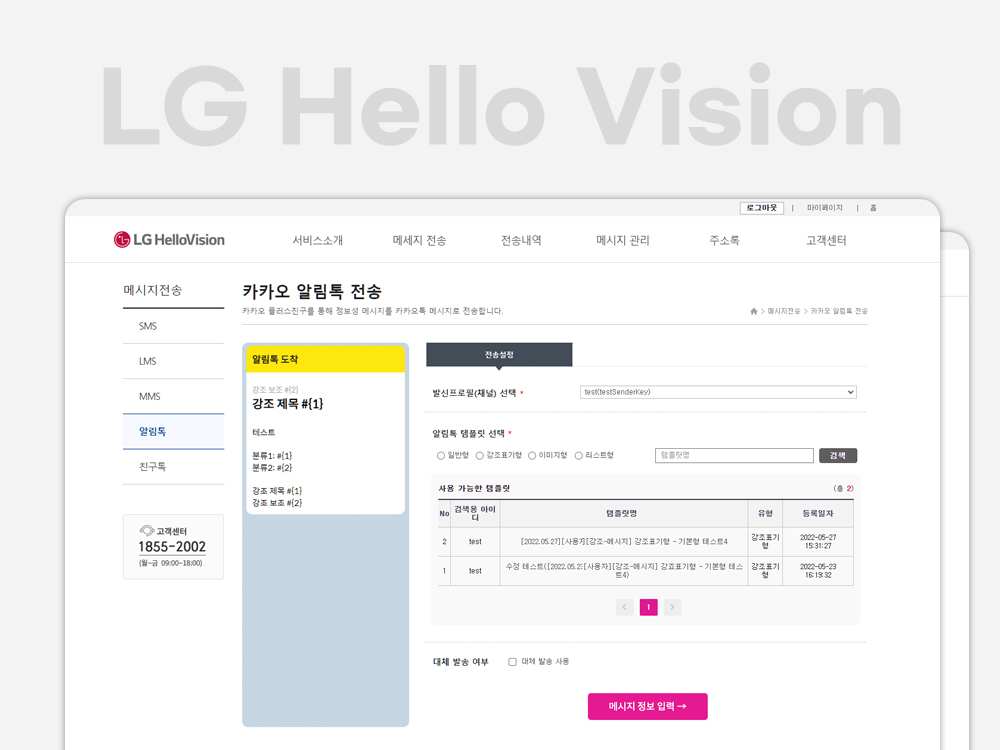 LG Hello Vision
로그아웃 | 마이페이지 | 홈
LG HelloVision
서비스소개 메세지 전송 전송내역 메시지 관리 주소록 고객센터
메시지전송
SMS
LMS
MMS
알림톡
친구톡
고객센터
1855-2002
(월~금 09:00~18:00)
카카오 알림톡 전송
카카오 플러스친구를 통해 정보성 메시지를 카카오톡 메시지로 전송합니다.
> 메시지전송 > 카카오 알림톡 전송
알림톡 도착
강조 보조 #{2}
강조 제목 #{1}
테스트
분류1: #{1}
분류2: #{2}
강조 제목 #{1}
강조 보조 #{2}
전송설정
발신프로필(채널) 선택 *
test(testSenderKey)
알림톡 템플릿 선택 *
일반형 강조표기형 이미지형 리스트형
템플릿명
검색
사용 가능한 템플릿
(총 2)
No 검색용 아이디 템플릿명 유형 등록일자
2 test [2022.05.27][사용자][강조-메시지] 강조표기형 - 기본형 테스트4 강조표기형 2022-05-27 15:31:27
1 test 수정 테스트([2022.05.23][사용자][강조-메시지] 강조표기형 - 기본형 테스트4) 강조표기형 2022-05-23 16:19:32
< 1 >
대체 발송 여부
대체 발송 사용
메시지 정보 입력 →